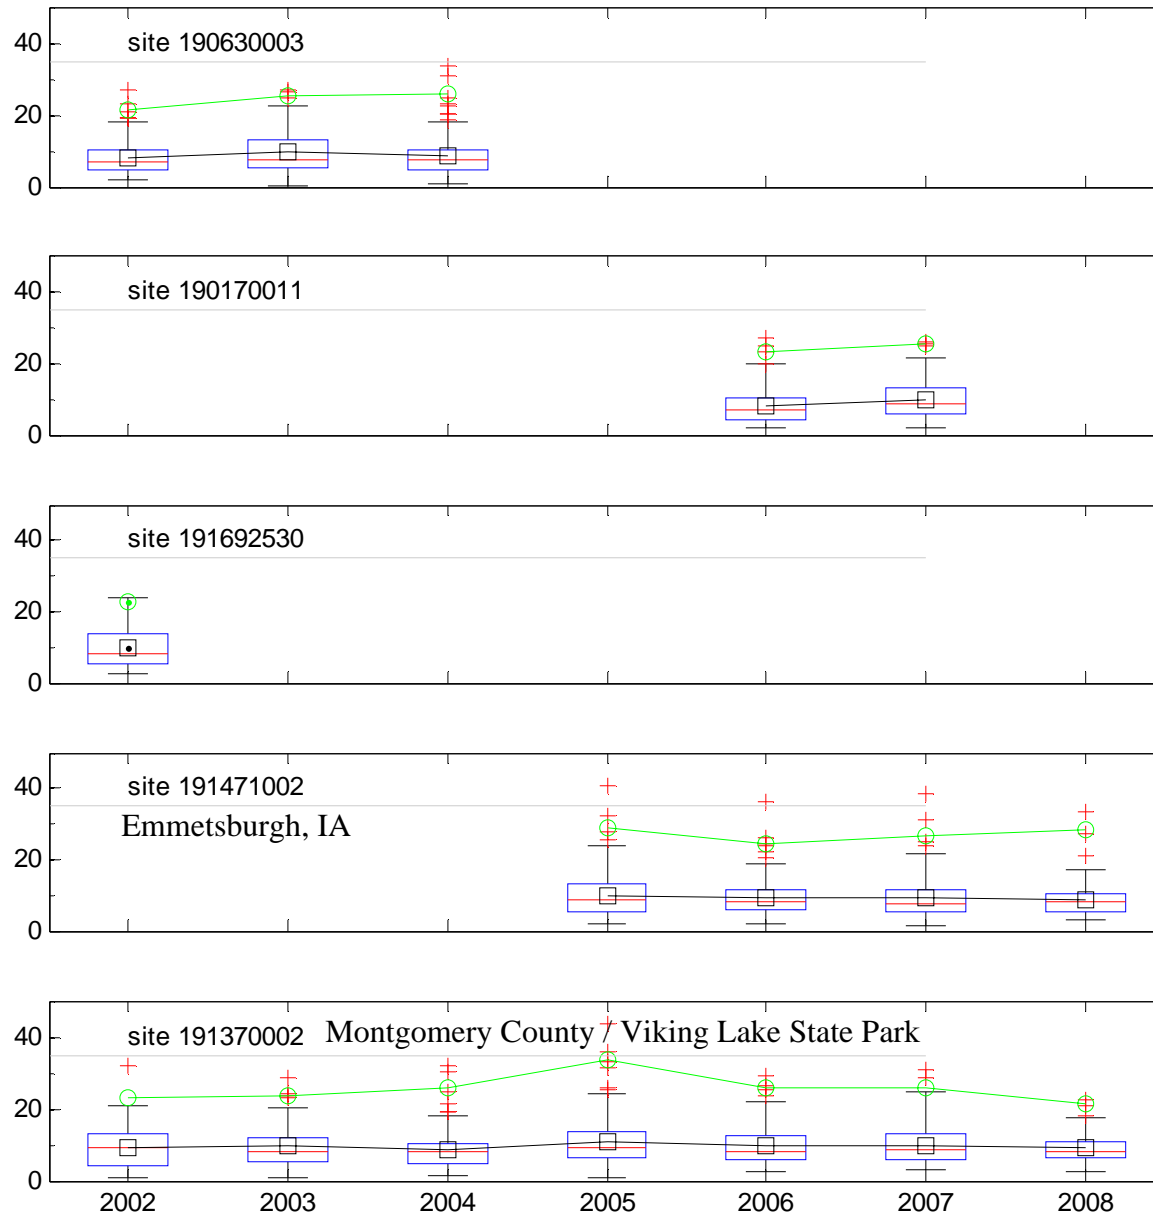 40
site 190630003
20
0
40
site 190170011
20
0
40
site 191692530
20
0
40
site 191471002
Emmetsburgh, IA
20
0
site 191370002 Montgomery County / Viking Lake State Park
40
20
0
2002 2003 2004 2005 2006 2007 2008